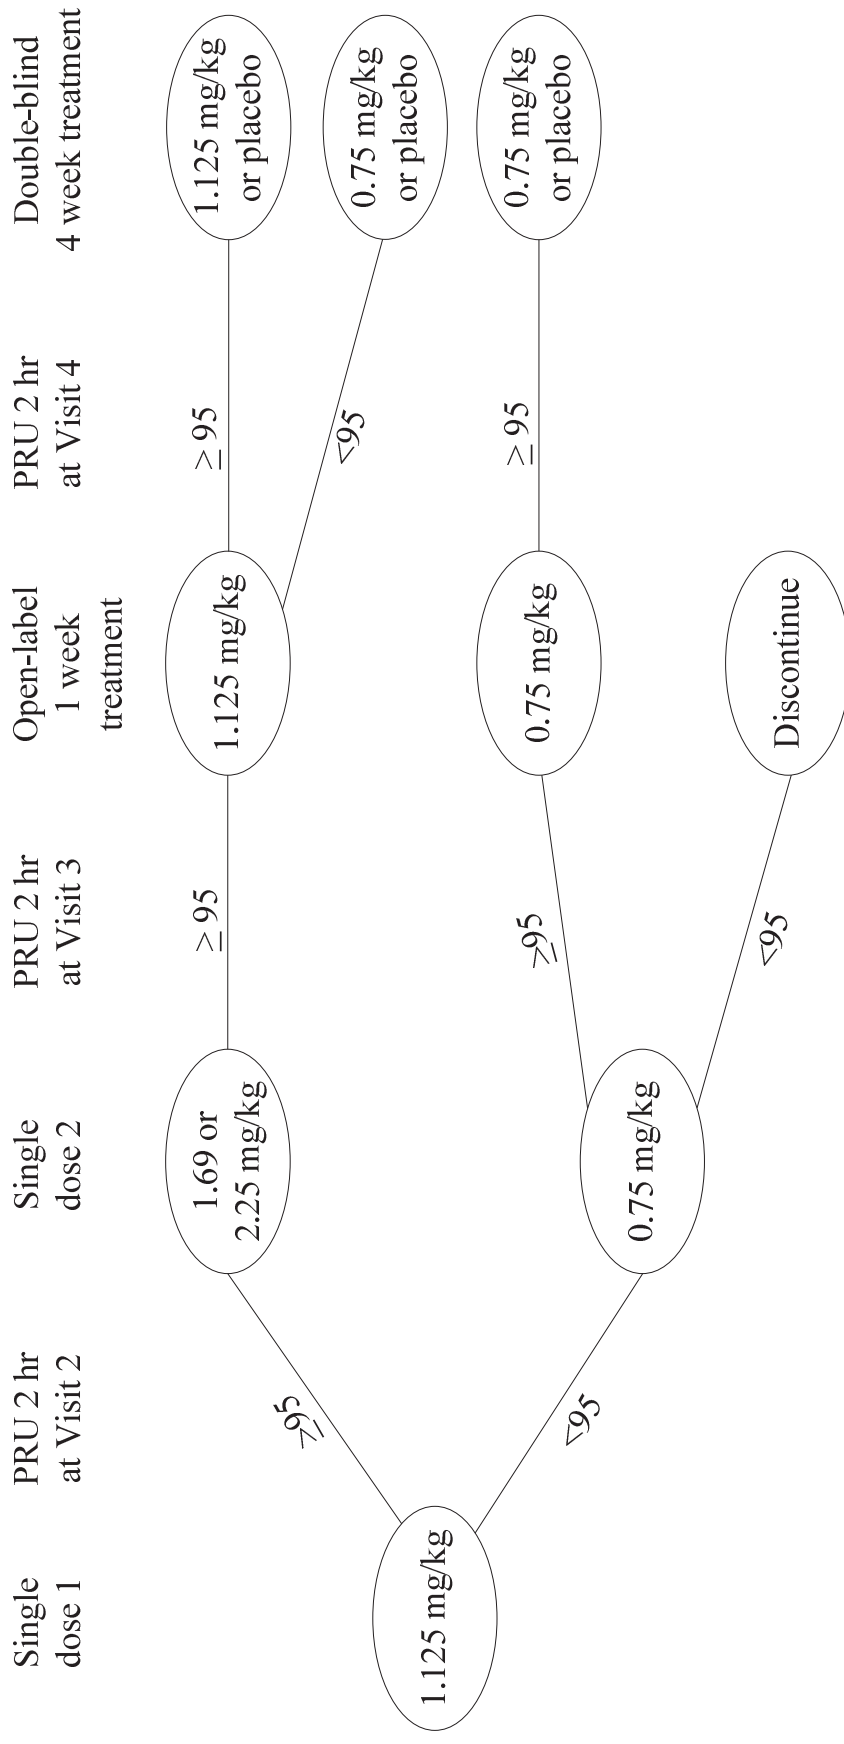 Single
dose 1
PRU 2 hr
at Visit 2
Single
dose 2
PRU 2 hr
at Visit 3
Open-label
1 week
treatment
PRU 2 hr
at Visit 4
Double-blind
4 week treatment
1.125 mg/kg
≥95
<95
1.69 or
2.25 mg/kg
0.75 mg/kg
≥ 95
≥95
<95
1.125 mg/kg
0.75 mg/kg
Discontinue
≥ 95
<95
≥ 95
1.125 mg/kg
or placebo
0.75 mg/kg
or placebo
0.75 mg/kg
or placebo